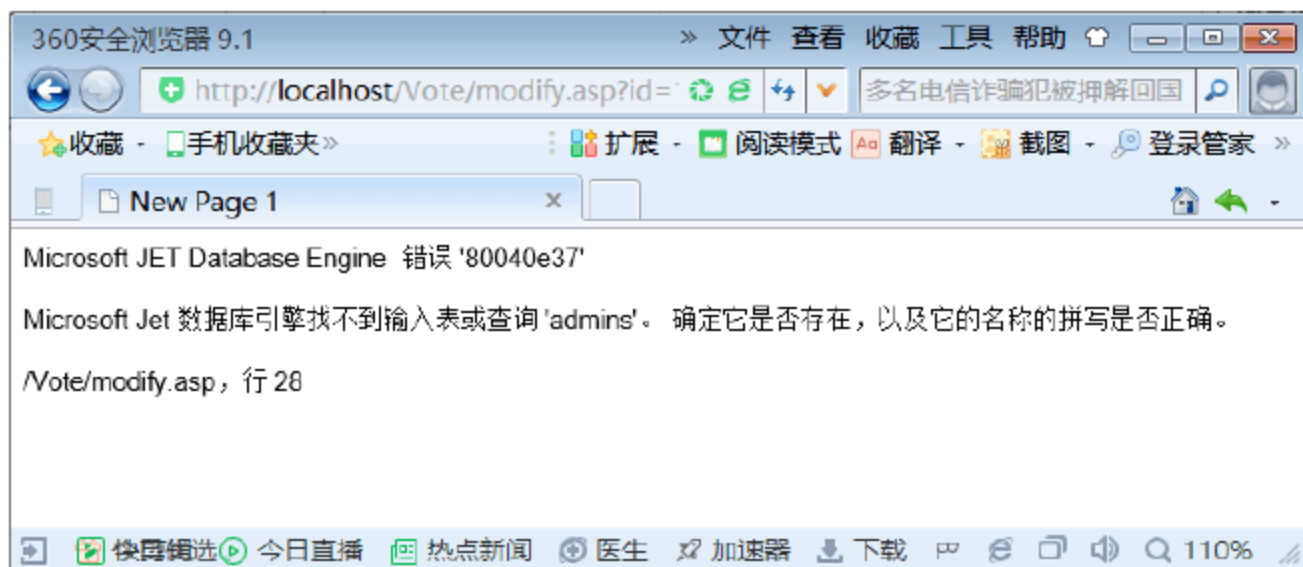 360安全浏览器 9.1 » 文件 查看 收藏 工具 帮助
http://localhost/Vote/modify.asp?id= 多名电信诈骗犯被押解回国
收藏 手机收藏夹 » 扩展 阅读模式 Aa 翻译 截图 登录管家 »
New Page 1
Microsoft JET Database Engine 错误 '80040e37'
Microsoft Jet 数据库引擎找不到输入表或查询 'admins'。 确定它是否存在，以及它的名称的拼写是否正确。
/Vote/modify.asp，行 28
今日直播 热点新闻 医生 加速器 下载 110%